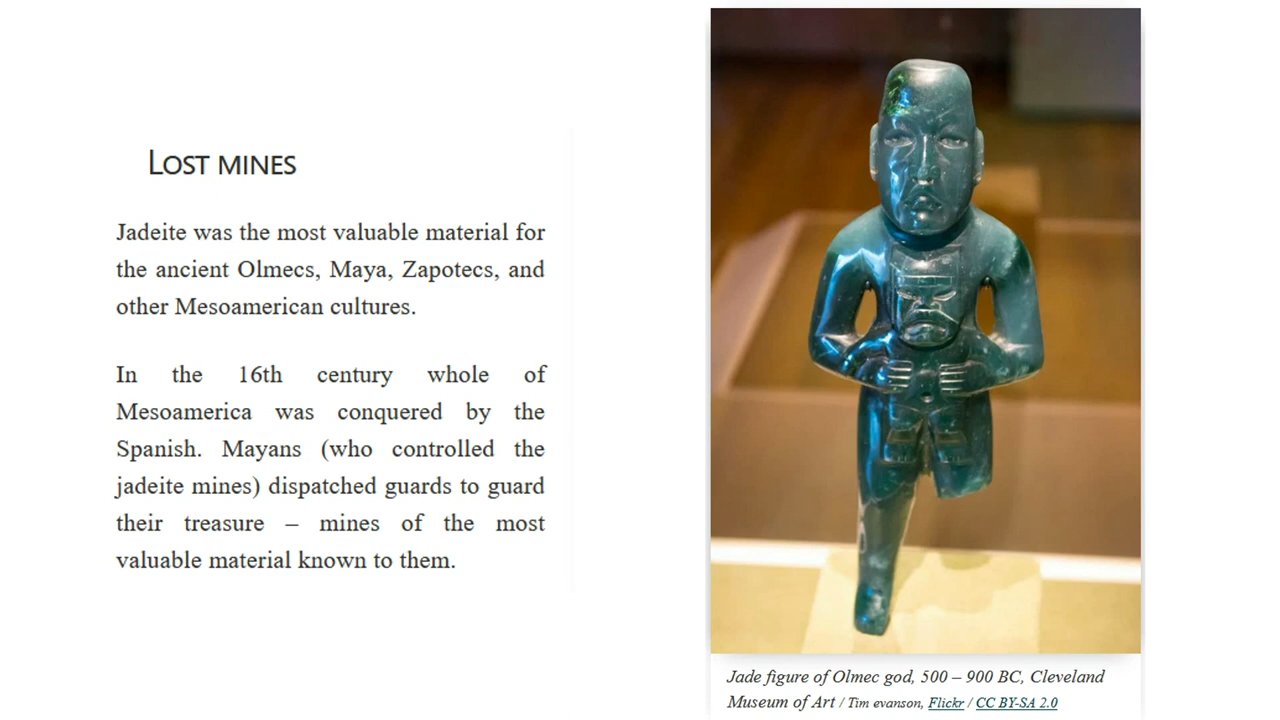 LOST MINES
Jadeite was the most valuable material for
the ancient Olmecs, Maya, Zapotecs, and
other Mesoamerican cultures.
In the 16th century whole of
Mesoamerica was conquered by the
Spanish. Mayans (who controlled the
jadeite mines) dispatched guards to guard
their treasure – mines of the most
valuable material known to them.
Jade figure of Olmec god, 500 – 900 BC, Cleveland
Museum of Art / Tim evanson, Flickr / CC BY-SA 2.0